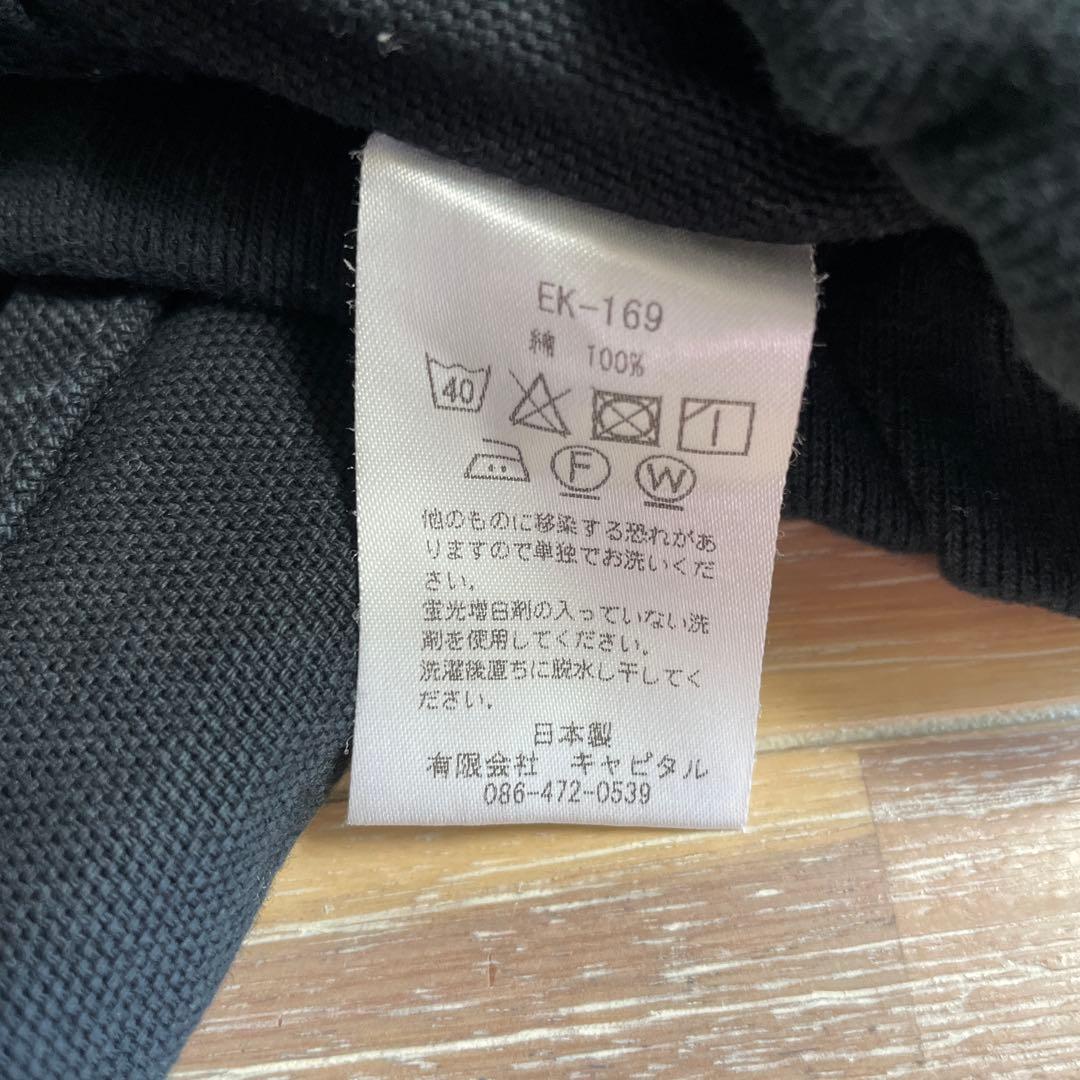 EK-169
綿 100%
40
F W
他のものに移染する恐れがあ
りますので単独でお洗いくだ
さい。
蛍光増白剤の入っていない洗
剤を使用してください。
洗濯後直ちに脱水し干してく
ださい。
日本製
有限会社 キャピタル
086-472-0539